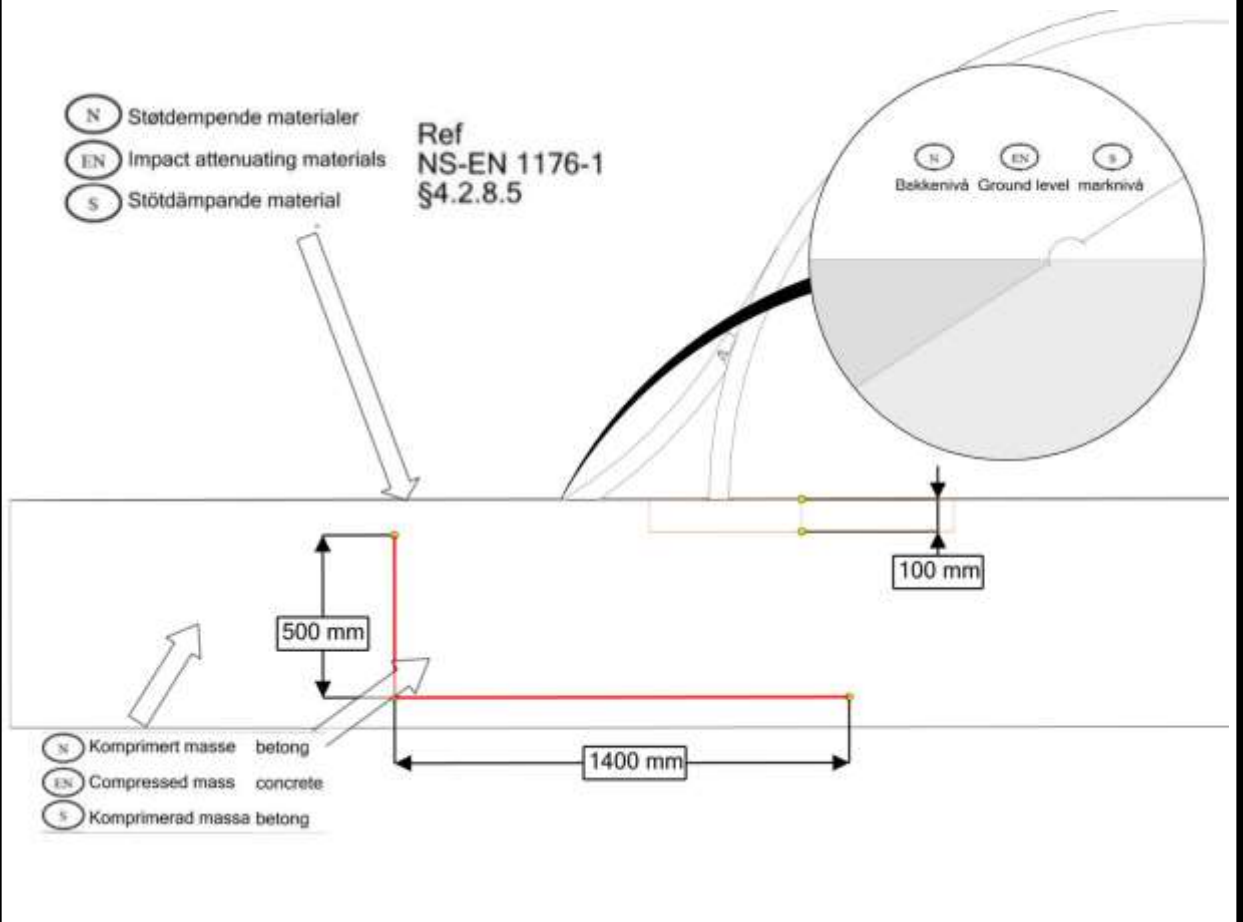 N Støtdempende materialer
EN Impact attenuating materials
S Stötdämpande material
Ref
NS-EN 1176-1
§4.2.8.5
N EN S
Bakkenivå Ground level marknivå
100 mm
500 mm
1400 mm
N Komprimert masse betong
EN Compressed mass concrete
S Komprimerad massa betong